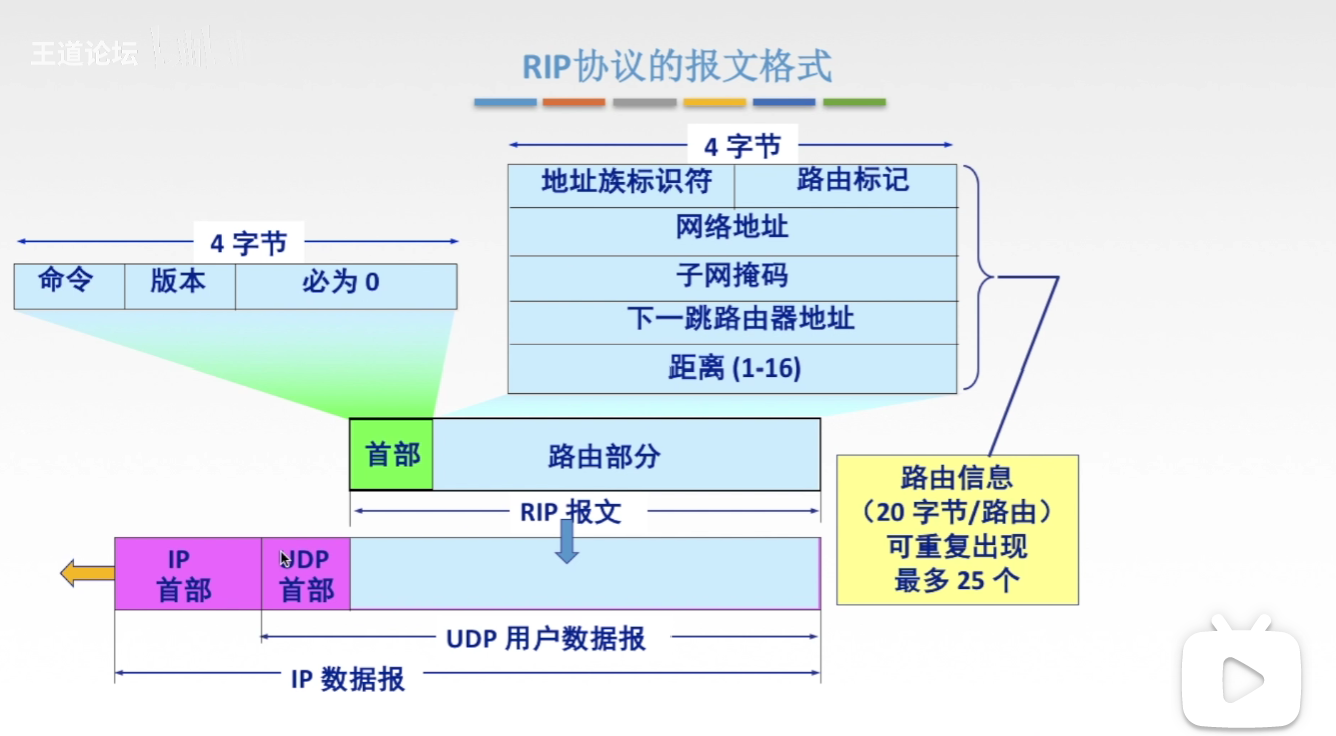 王道论坛
RIP协议的报文格式
4 字节
地址族标识符 路由标记
网络地址
子网掩码
下一跳路由器地址
距离 (1-16)
4 字节
命令 版本 必为 0
首部 路由部分
RIP 报文
路由信息
（20 字节/路由）
可重复出现
最多 25 个
IP
首部
UDP
首部
UDP 用户数据报
IP 数据报